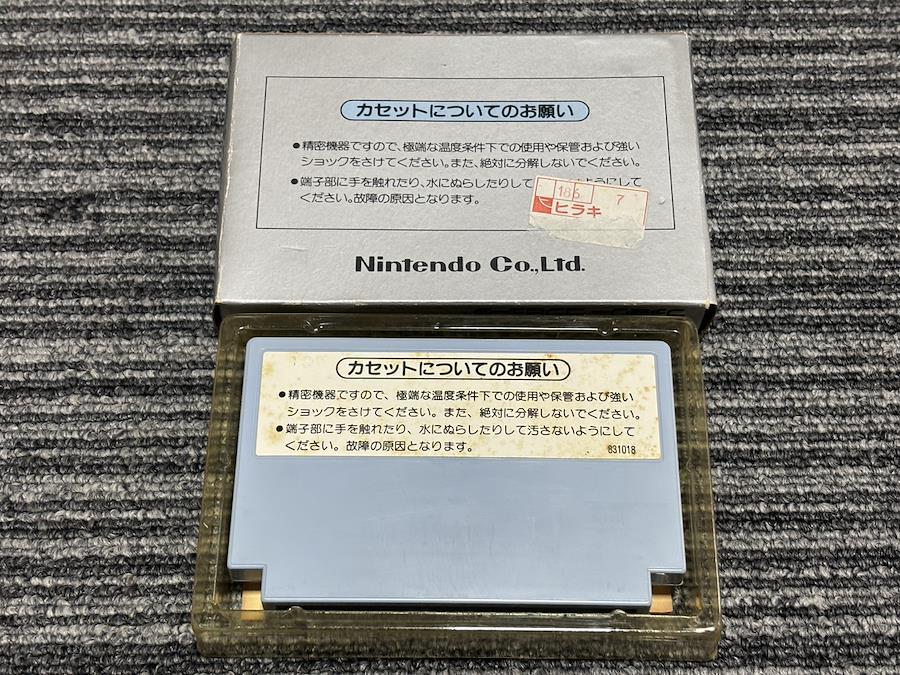 カセットについてのお願い
●精密機器ですので、極端な温度条件下での使用や保管および強い
ショックをさけてください。また、絶対に分解しないでください。
●端子部に手を触れたり、水にぬらしたりして ようにして
ください。故障の原因となります。
186 7
ヒラキ
Nintendo Co.,Ltd.
カセットについてのお願い
●精密機器ですので、極端な温度条件下での使用や保管および強い
ショックをさけてください。また、絶対に分解しないでください。
●端子部に手を触れたり、水にぬらしたりして汚さないようにして
ください。故障の原因となります。
831018